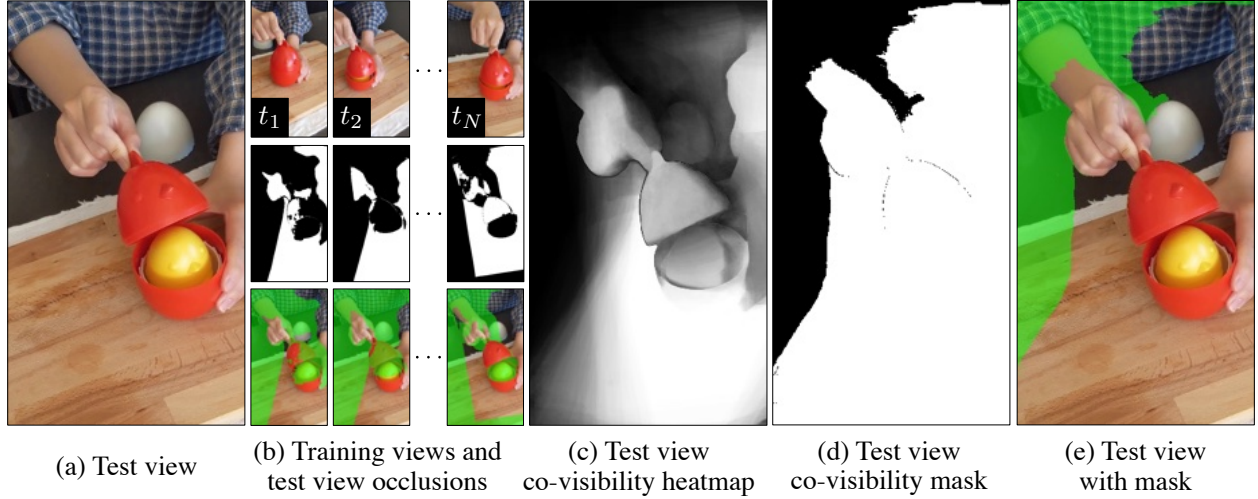 t₁
t₂
. . .
t_N
. . .
. . .
(a) Test view
(b) Training views and
test view occlusions
(c) Test view
co-visibility heatmap
(d) Test view
co-visibility mask
(e) Test view
with mask